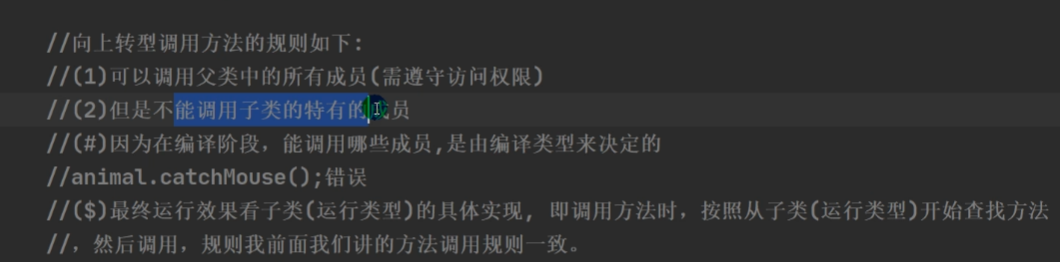 //向上转型调用方法的规则如下:
//(1)可以调用父类中的所有成员(需遵守访问权限)
//(2)但是不能调用子类的特有的成员
//(#)因为在编译阶段，能调用哪些成员,是由编译类型来决定的
//animal.catchMouse();错误
//($)最终运行效果看子类(运行类型)的具体实现, 即调用方法时，按照从子类(运行类型)开始查找方法
//，然后调用，规则我前面我们讲的方法调用规则一致。